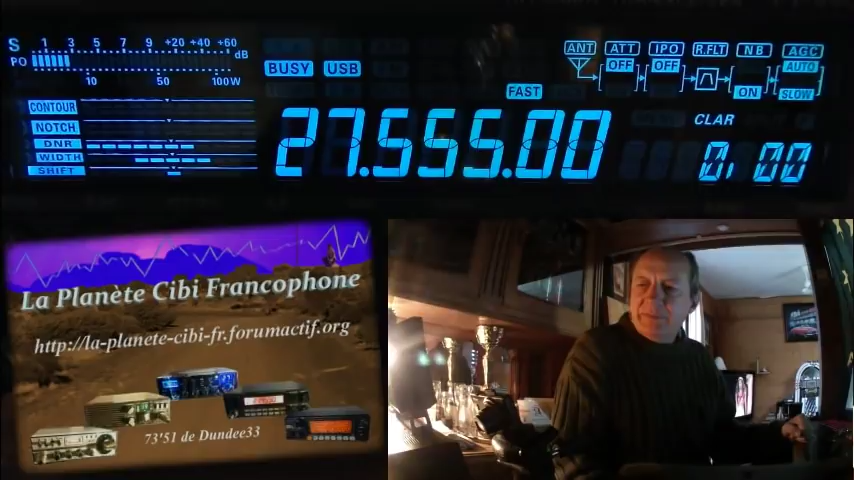 S 1 3 5 7 9 +20 +40 +60 dB
PO 10 50 100W
BUSY USB
ANT ATT IPO R.FLT NB AGC
OFF OFF AUTO
ON SLOW
FAST
CONTOUR
NOTCH
DNR
WIDTH
SHIFT
27.555.00
CLAR
0. 00
La Planète Cibi Francophone
http://la-planete-cibi-fr.forumactif.org
73'51 de Dundee33